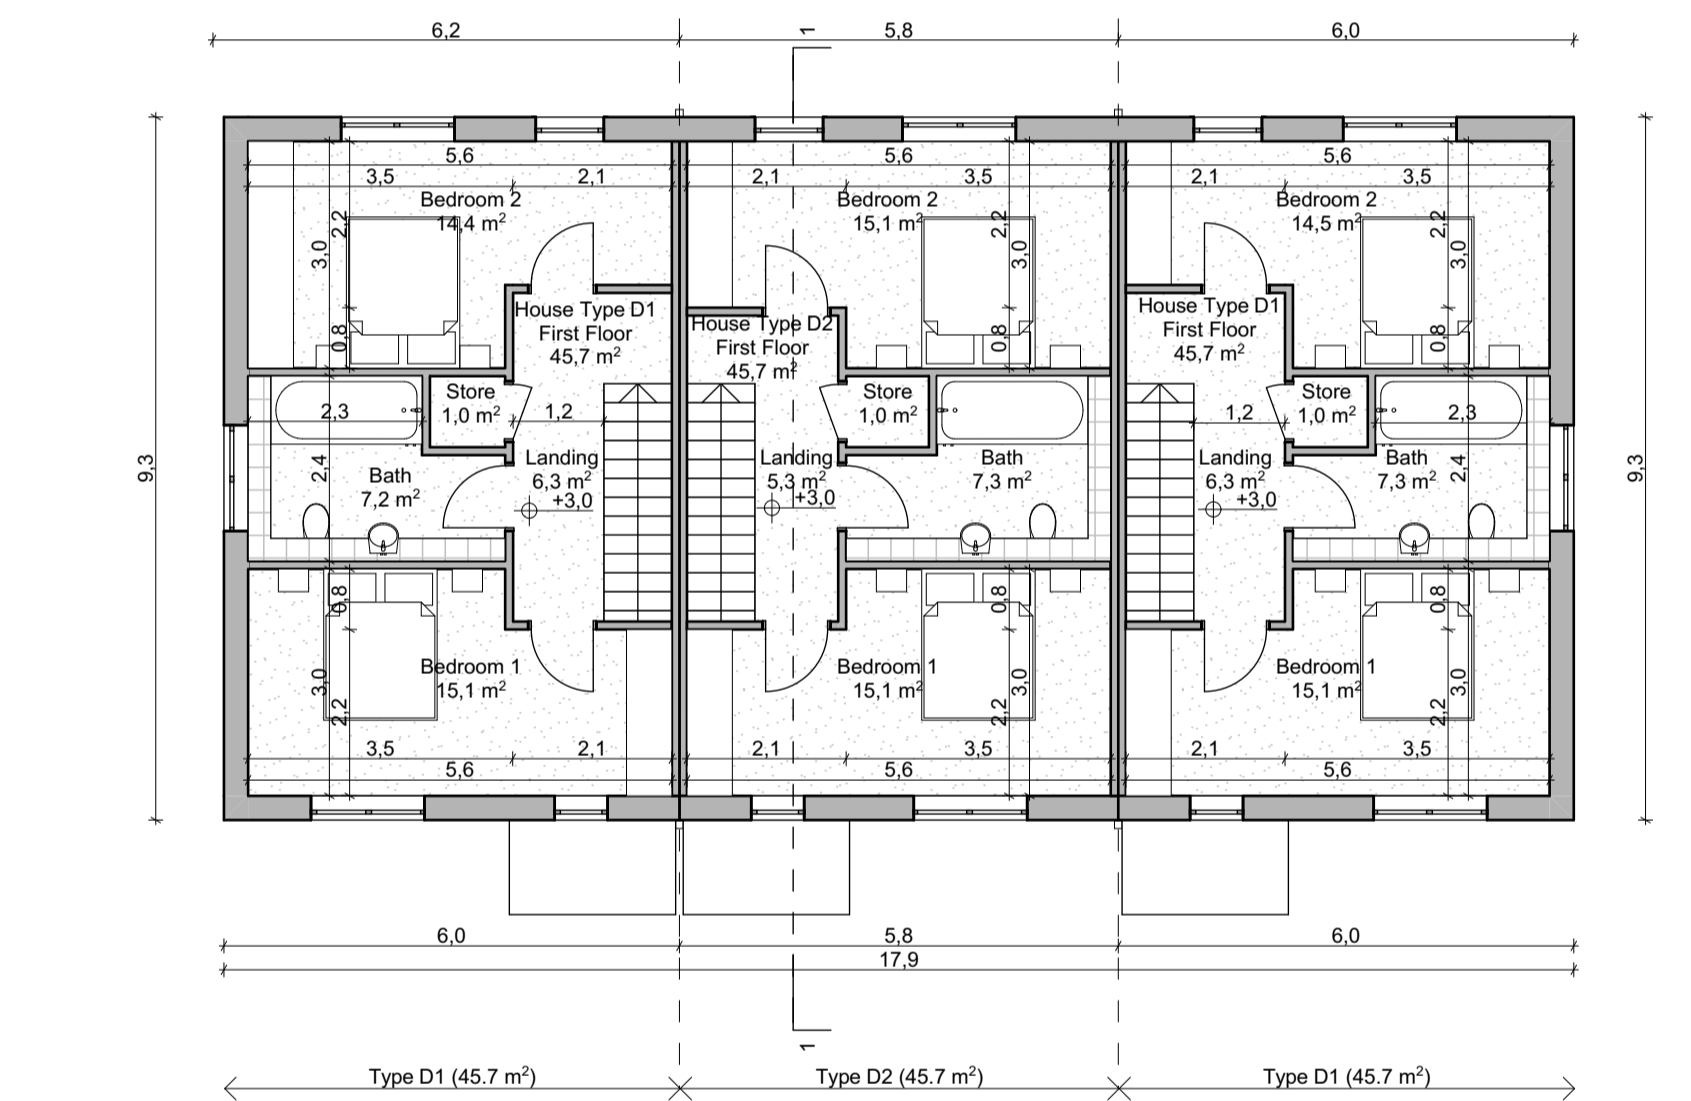 6,2
5,8
6,0
1
9,3
9,3
5,6
3,5
2,1
Bedroom 2
14,4 m²
2,2
3,0
0,8
5,6
2,1
3,5
Bedroom 2
15,1 m²
2,2
3,0
0,8
5,6
2,1
3,5
Bedroom 2
14,5 m²
2,2
3,0
0,8
House Type D1
First Floor
45,7 m²
House Type D2
First Floor
45,7 m²
House Type D1
First Floor
45,7 m²
2,3
Store
1,0 m²
1,2
Store
1,0 m²
1,2
Store
1,0 m²
2,3
2,4
Bath
7,2 m²
Landing
6,3 m²
+3,0
Landing
5,3 m²
+3,0
Bath
7,3 m²
Landing
6,3 m²
+3,0
Bath
7,3 m²
2,4
0,8
3,0
2,2
Bedroom 1
15,1 m²
3,5
2,1
5,6
Bedroom 1
15,1 m²
0,8
3,0
2,2
2,1
3,5
5,6
Bedroom 1
15,1 m²
0,8
3,0
2,2
2,1
3,5
5,6
6,0
5,8
6,0
17,9
1
Type D1 (45.7 m²)
Type D2 (45.7 m²)
Type D1 (45.7 m²)